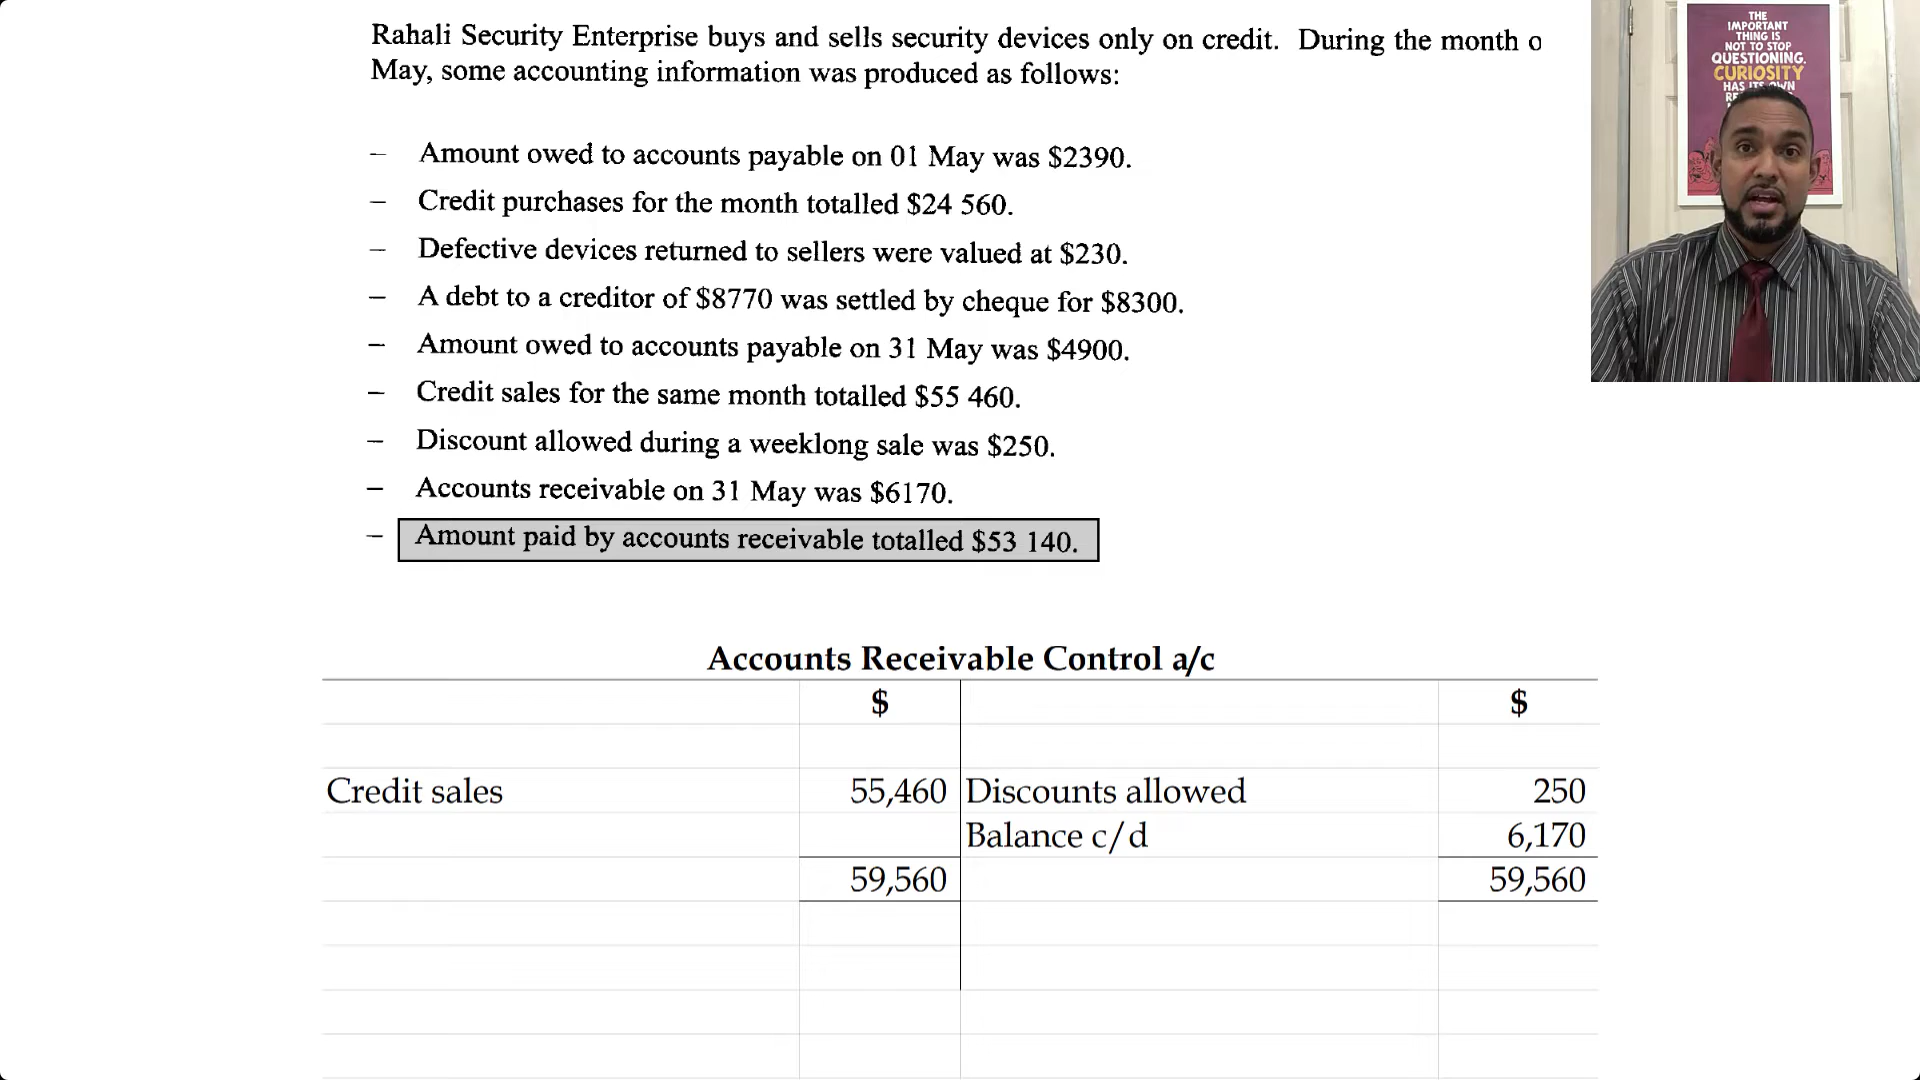 Rahali Security Enterprise buys and sells security devices only on credit. During the month o
May, some accounting information was produced as follows:
– Amount owed to accounts payable on 01 May was $2390.
– Credit purchases for the month totalled $24 560.
– Defective devices returned to sellers were valued at $230.
– A debt to a creditor of $8770 was settled by cheque for $8300.
– Amount owed to accounts payable on 31 May was $4900.
– Credit sales for the same month totalled $55 460.
– Discount allowed during a weeklong sale was $250.
– Accounts receivable on 31 May was $6170.
– Amount paid by accounts receivable totalled $53 140.
THE
IMPORTANT
THING IS
NOT TO STOP
QUESTIONING.
CURIOSITY
HAS ITS OWN
Accounts Receivable Control a/c
$ $
Credit sales 55,460 Discounts allowed 250
Balance c/d 6,170
59,560 59,560